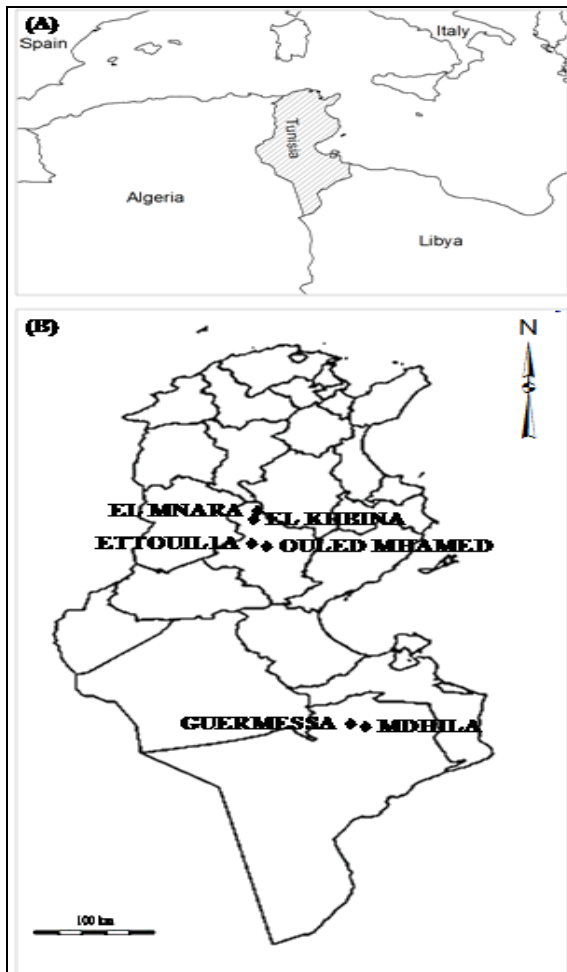 (A)
Spain
Italy
Tunisia
Algeria
Libya
(B)
N
EL MNARA
EL KHBINA
ETTOUILIA
OULED MHAMED
GUERMESSA
MDHILA
100 km